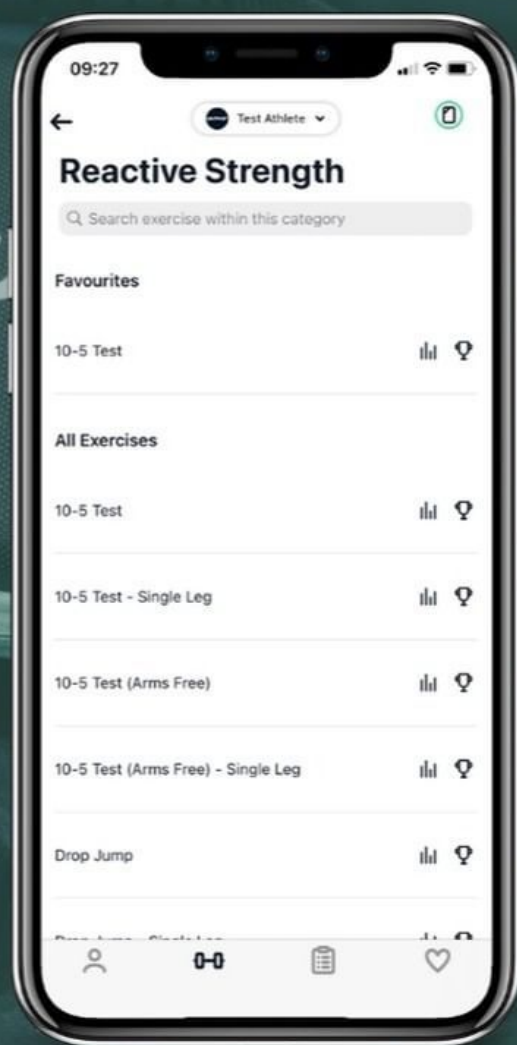 09:27
Test Athlete
Reactive Strength
Search exercise within this category
Favourites
10-5 Test
All Exercises
10-5 Test
10-5 Test - Single Leg
10-5 Test (Arms Free)
10-5 Test (Arms Free) - Single Leg
Drop Jump